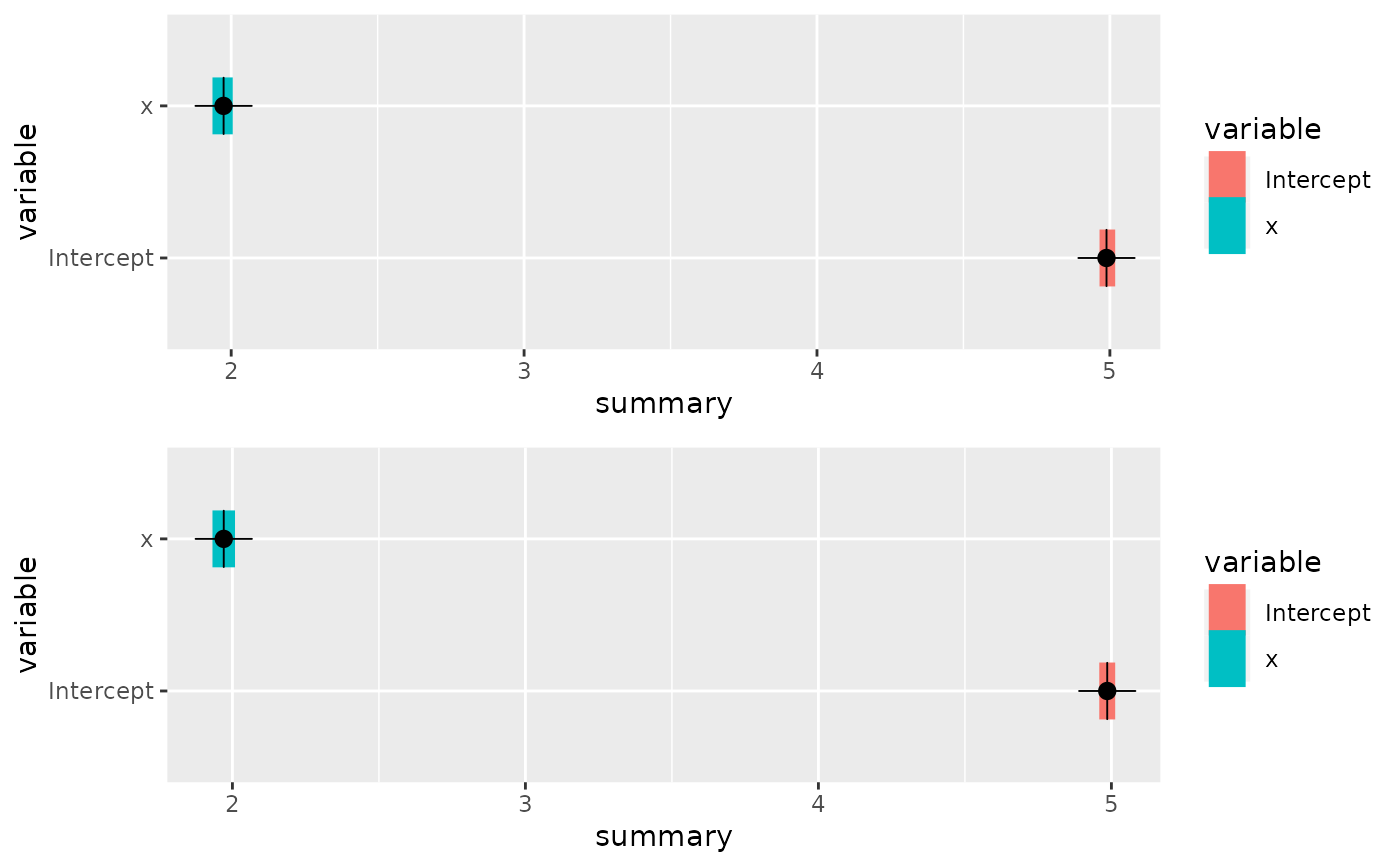 x
variable
Intercept
2 3 4 5
summary
variable
Intercept
x
x
variable
Intercept
2 3 4 5
summary
variable
Intercept
x